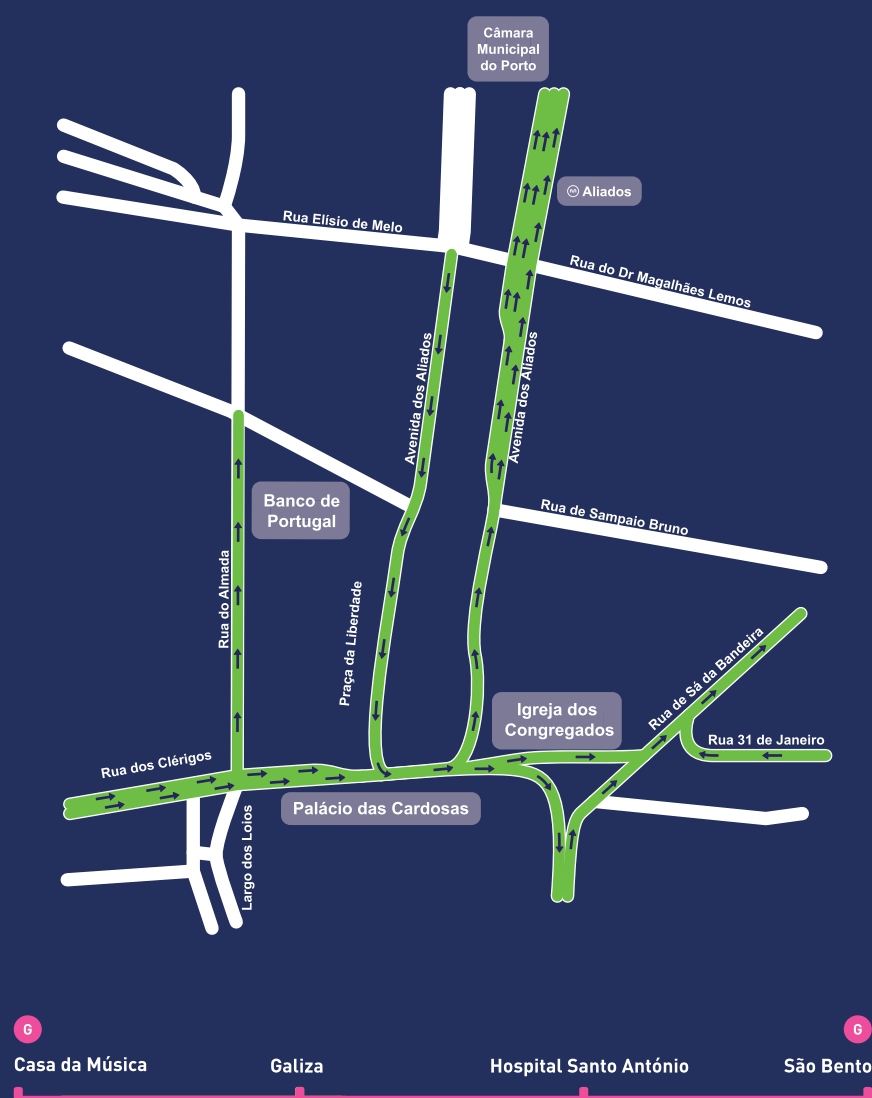 Câmara
Municipal
do Porto
Aliados
Rua Elísio de Melo
Rua do Dr Magalhães Lemos
Avenida dos Aliados
Avenida dos Aliados
Banco de
Portugal
Rua de Sampaio Bruno
Rua do Almada
Praça da Liberdade
Igreja dos
Congregados
Rua de Sá da Bandeira
Rua 31 de Janeiro
Rua dos Clérigos
Palácio das Cardosas
Largo dos Loios
G
G
Casa da Música
Galiza
Hospital Santo António
São Bento